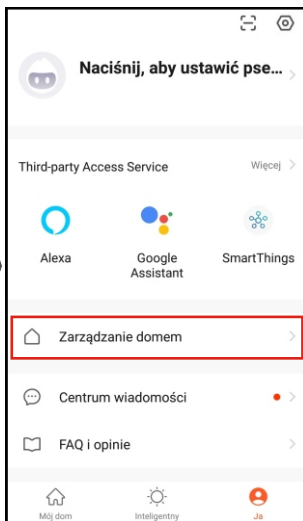 Naciśnij, aby ustawić pse...
Third-party Access Service
Więcej
Alexa
Google
Assistant
SmartThings
Zarządzanie domem
Centrum wiadomości
FAQ i opinie
Mój dom
Inteligentny
Ja